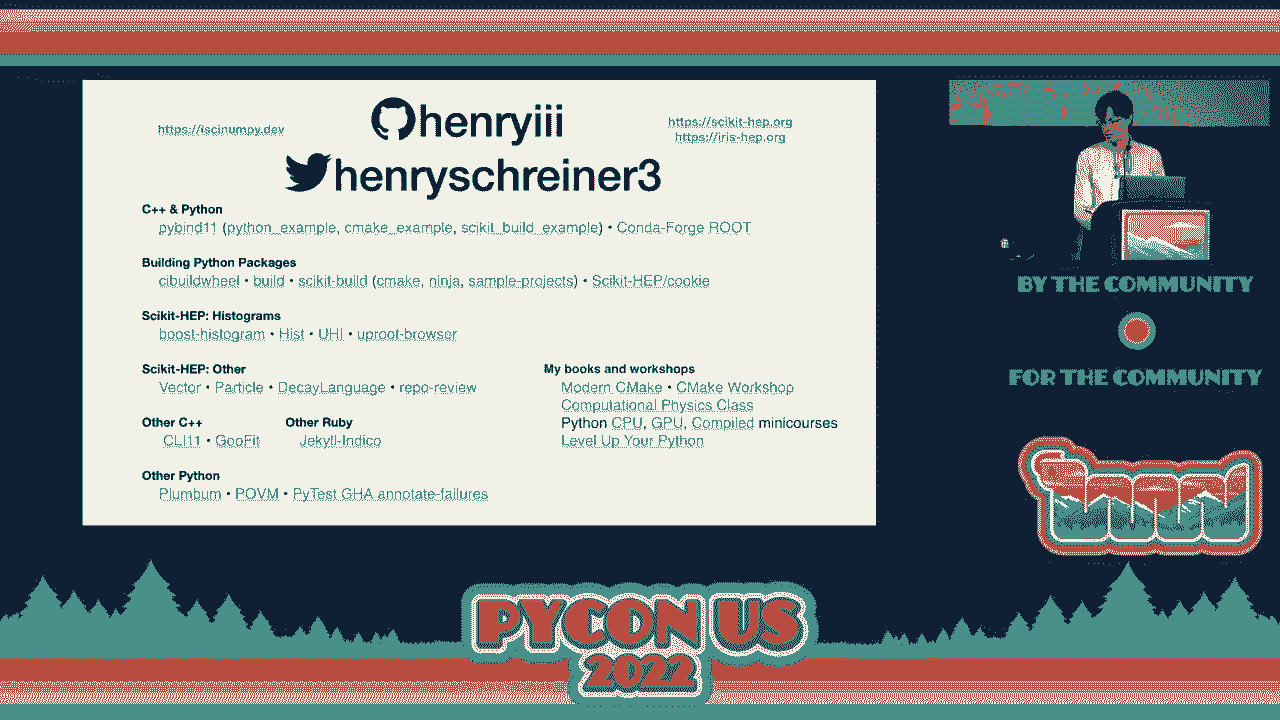 https://iscinumpy.dev
henryiii
https://scikit-hep.org
https://iris-hep.org
henryschreiner3
C++ & Python
pybind11 (python_example, cmake_example, scikit_build_example) • Conda-Forge ROOT
Building Python Packages
cibuildwheel • build • scikit-build (cmake, ninja, sample-projects) • Scikit-HEP/cookie
Scikit-HEP: Histograms
boost-histogram • Hist • UHI • uproot-browser
Scikit-HEP: Other
Vector • Particle • DecayLanguage • repo-review
Other C++
CLI11 • GooFit
Other Ruby
Jekyll-Indico
Other Python
Plumbum • POVM • PyTest GHA annotate-failures
My books and workshops
Modern CMake • CMake Workshop
Computational Physics Class
Python CPU, GPU, Compiled minicourses
Level Up Your Python
BY THE COMMUNITY
FOR THE COMMUNITY
PYCON US
2022